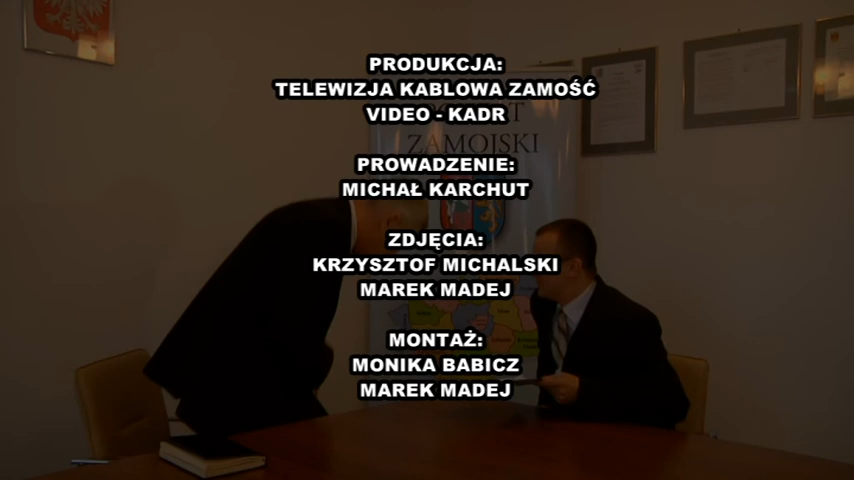 PRODUKCJA:
TELEWIZJA KABLOWA ZAMOŚĆ
VIDEO - KADR
ZAMOJSKI
PROWADZENIE:
MICHAŁ KARCHUT
ZDJĘCIA:
KRZYSZTOF MICHALSKI
MAREK MADEJ
MONTAŻ:
MONIKA BABICZ
MAREK MADEJ